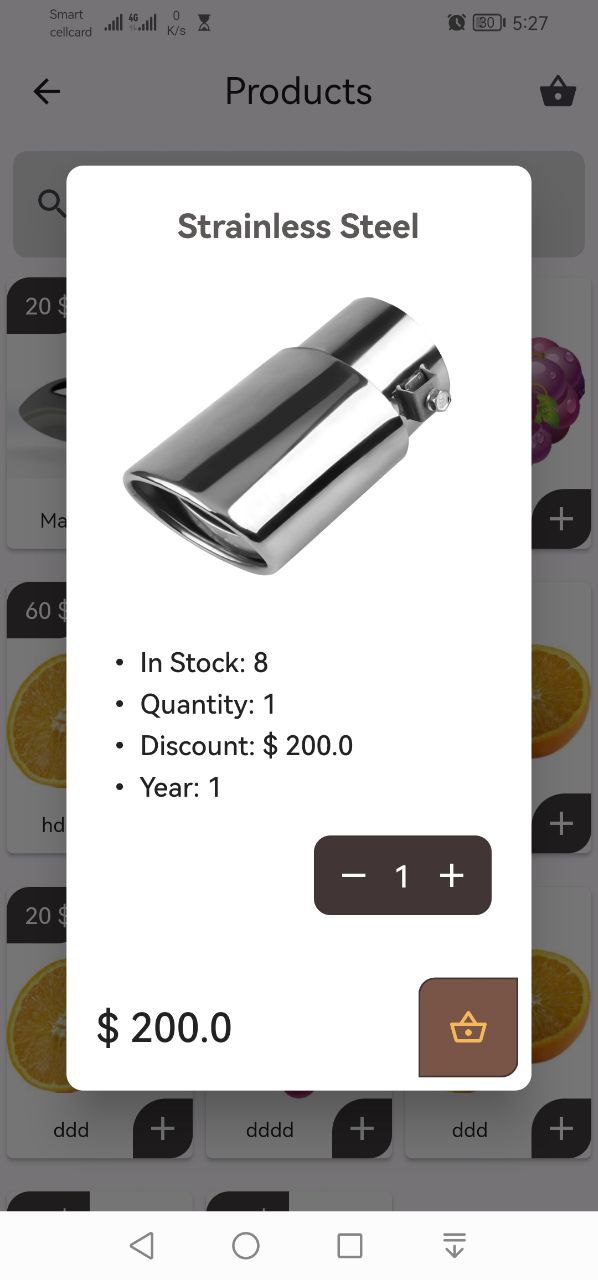 Smart
cellcard
4G
0
K/s
30
5:27
Products
Strainless Steel
20 $
Ma
60 $
hd
• In Stock: 8
• Quantity: 1
• Discount: $ 200.0
• Year: 1
− 1 +
20 $
$ 200.0
ddd
dddd
ddd